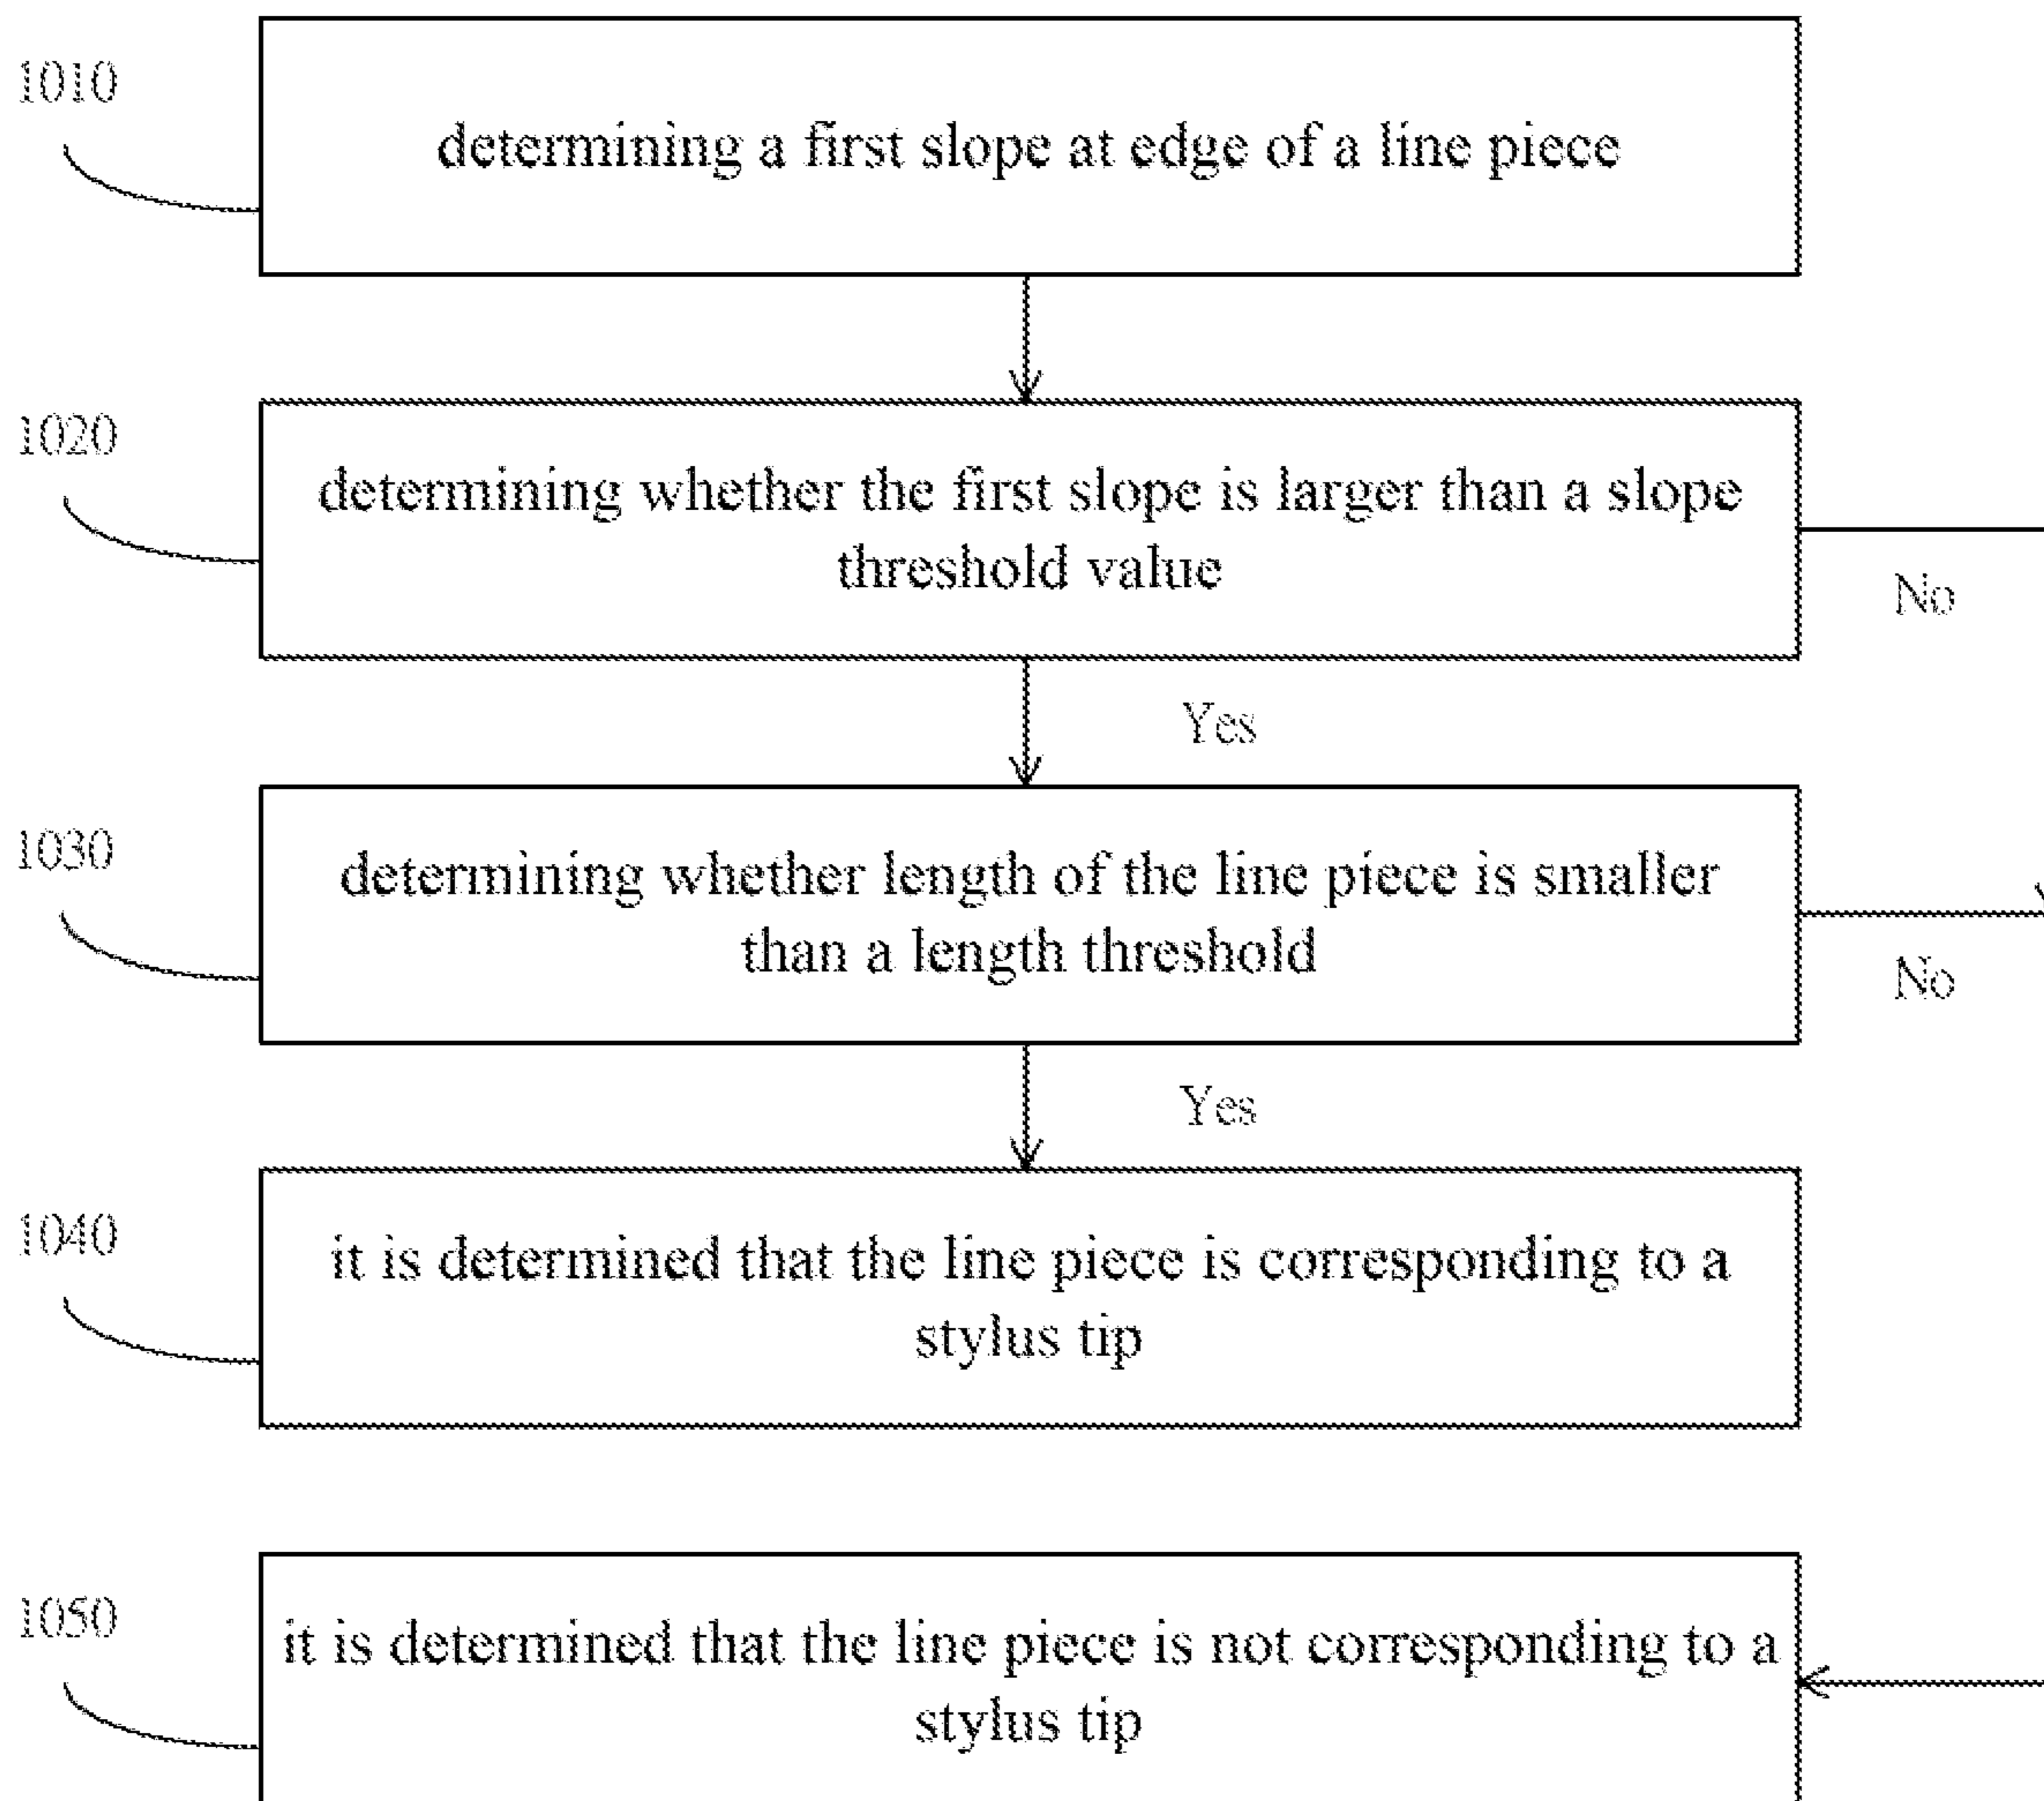 1010
determining a first slope at edge of a line piece
1020
determining whether the first slope is larger than a slope
threshold value
No
Yes
1030
determining whether length of the line piece is smaller
than a length threshold
No
Yes
1040
it is determined that the line piece is corresponding to a
stylus tip
1050
it is determined that the line piece is not corresponding to a
stylus tip